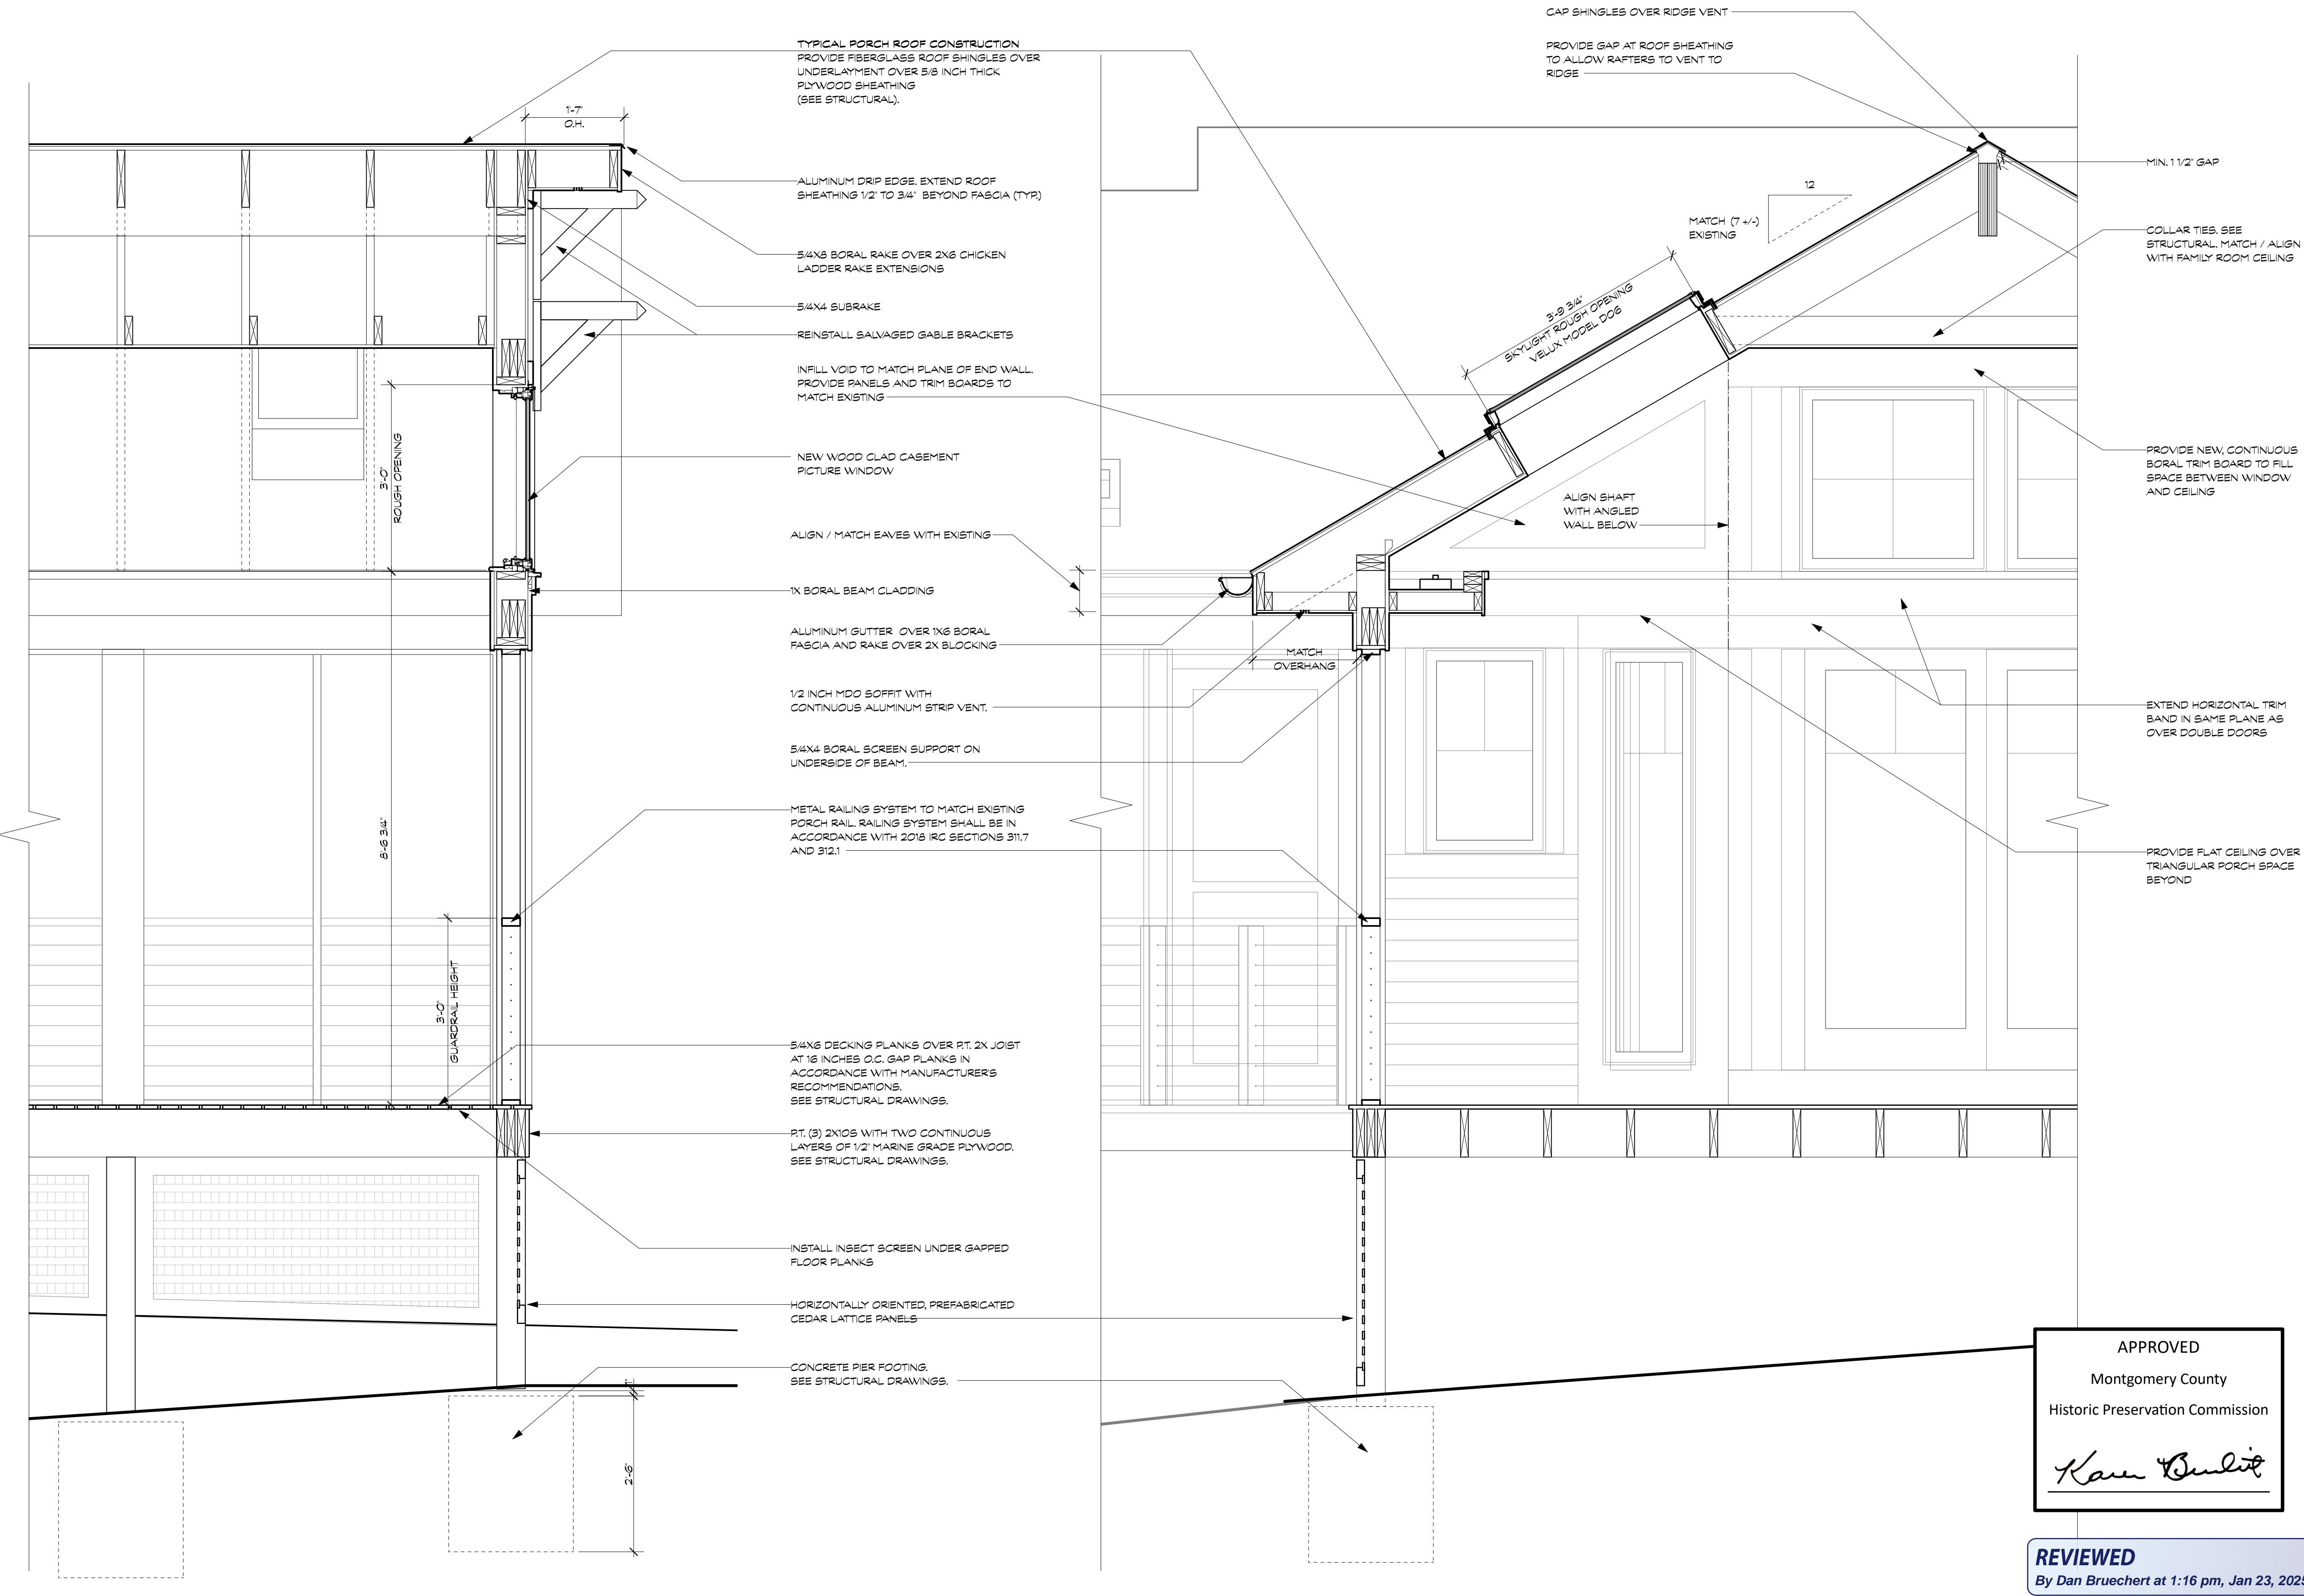 CAP SHINGLES OVER RIDGE VENT
PROVIDE GAP AT ROOF SHEATHING
TO ALLOW RAFTERS TO VENT TO
RIDGE
TYPICAL PORCH ROOF CONSTRUCTION
PROVIDE FIBERGLASS ROOF SHINGLES OVER
UNDERLAYMENT OVER 5/8 INCH THICK
PLYWOOD SHEATHING
(SEE STRUCTURAL).
1'-7"
O.H.
ALUMINUM DRIP EDGE. EXTEND ROOF
SHEATHING 1/2" TO 3/4" BEYOND FASCIA (TYP.)
5/4X8 BORAL RAKE OVER 2X6 CHICKEN
LADDER RAKE EXTENSIONS
5/4X4 SUBRAKE
REINSTALL SALVAGED GABLE BRACKETS
INFILL VOID TO MATCH PLANE OF END WALL.
PROVIDE PANELS AND TRIM BOARDS TO
MATCH EXISTING
NEW WOOD CLAD CASEMENT
PICTURE WINDOW
ALIGN / MATCH EAVES WITH EXISTING
1X BORAL BEAM CLADDING
ALUMINUM GUTTER OVER 1X6 BORAL
FASCIA AND RAKE OVER 2X BLOCKING
1/2 INCH MDO SOFFIT WITH
CONTINUOUS ALUMINUM STRIP VENT.
5/4X4 BORAL SCREEN SUPPORT ON
UNDERSIDE OF BEAM.
METAL RAILING SYSTEM TO MATCH EXISTING
PORCH RAIL. RAILING SYSTEM SHALL BE IN
ACCORDANCE WITH 2018 IRC SECTIONS 311.7
AND 312.1
5/4X6 DECKING PLANKS OVER P.T. 2X JOIST
AT 16 INCHES O.C. GAP PLANKS IN
ACCORDANCE WITH MANUFACTURER'S
RECOMMENDATIONS.
SEE STRUCTURAL DRAWINGS.
P.T. (3) 2X10S WITH TWO CONTINUOUS
LAYERS OF 1/2" MARINE GRADE PLYWOOD.
SEE STRUCTURAL DRAWINGS.
INSTALL INSECT SCREEN UNDER GAPPED
FLOOR PLANKS
HORIZONTALLY ORIENTED, PREFABRICATED
CEDAR LATTICE PANELS
CONCRETE PIER FOOTING.
SEE STRUCTURAL DRAWINGS.
3'-0"
ROUGH OPENING
8'-6 3/4"
3'-0"
GUARDRAIL HEIGHT
1"
2'-6"
12
MATCH (7 +/-)
EXISTING
3'-9 3/4"
SKYLIGHT ROUGH OPENING
VELUX MODEL D06
ALIGN SHAFT
WITH ANGLED
WALL BELOW
MATCH
OVERHANG
MIN. 1 1/2" GAP
COLLAR TIES. SEE
STRUCTURAL. MATCH / ALIGN
WITH FAMILY ROOM CEILING
PROVIDE NEW, CONTINUOUS
BORAL TRIM BOARD TO FILL
SPACE BETWEEN WINDOW
AND CEILING
EXTEND HORIZONTAL TRIM
BAND IN SAME PLANE AS
OVER DOUBLE DOORS
PROVIDE FLAT CEILING OVER
TRIANGULAR PORCH SPACE
BEYOND
APPROVED
Montgomery County
Historic Preservation Commission
REVIEWED
By Dan Bruechert at 1:16 pm, Jan 23, 2025